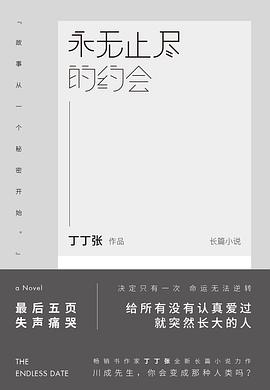 『故事从一个秘密开始。』
永无止尽
的约会
丁丁张 作品
长篇小说
a Novel
决定只有一次 命运无法逆转
最后五页
失声痛哭
给所有没有认真爱过
就突然长大的人
THE
ENDLESS DATE
畅销书作家丁丁张全新长篇小说力作
川成先生，你会变成那种人类吗？